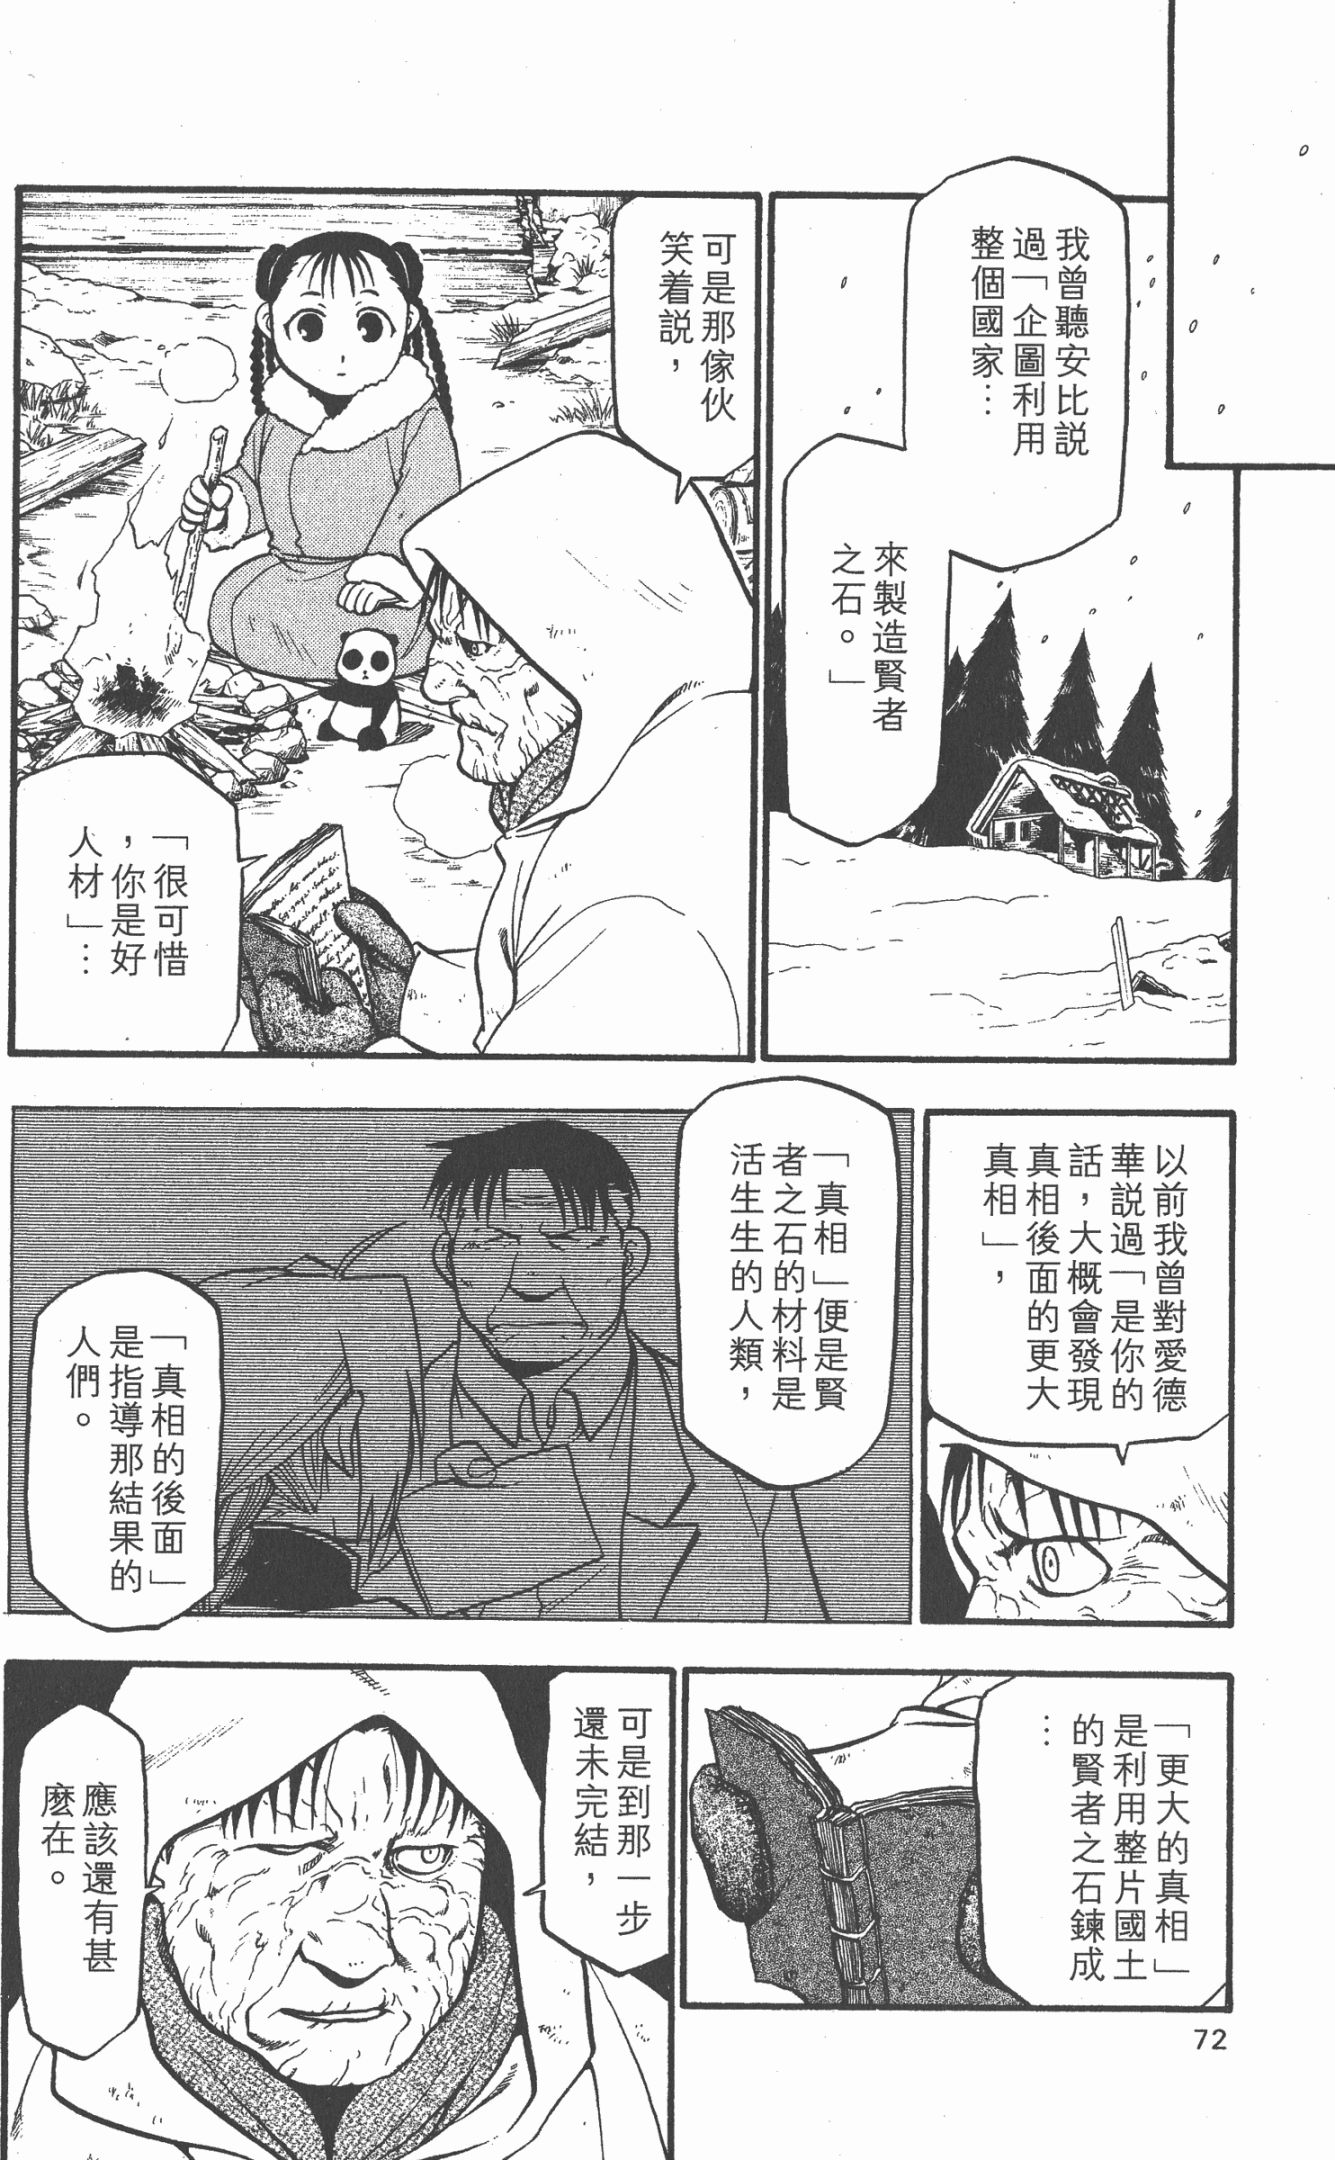 我曾聽安比説
過「企圖利用
整個國家…
來製造賢者
之石。」
可是那傢伙
笑着説，
「很可惜
，你是好
人材」…
以前我曾對愛德
華説過「是你的
話，大概會發現
真相後面的更大
真相」，
「真相」便是賢
者之石的材料是
活生生的人類，
「真相的後面」
是指導那結果的
人們。
「更大的真相」
是利用整片國土
的賢者之石鍊成
…
可是到那一步
還未完結，
應該還有甚
麽在。
72